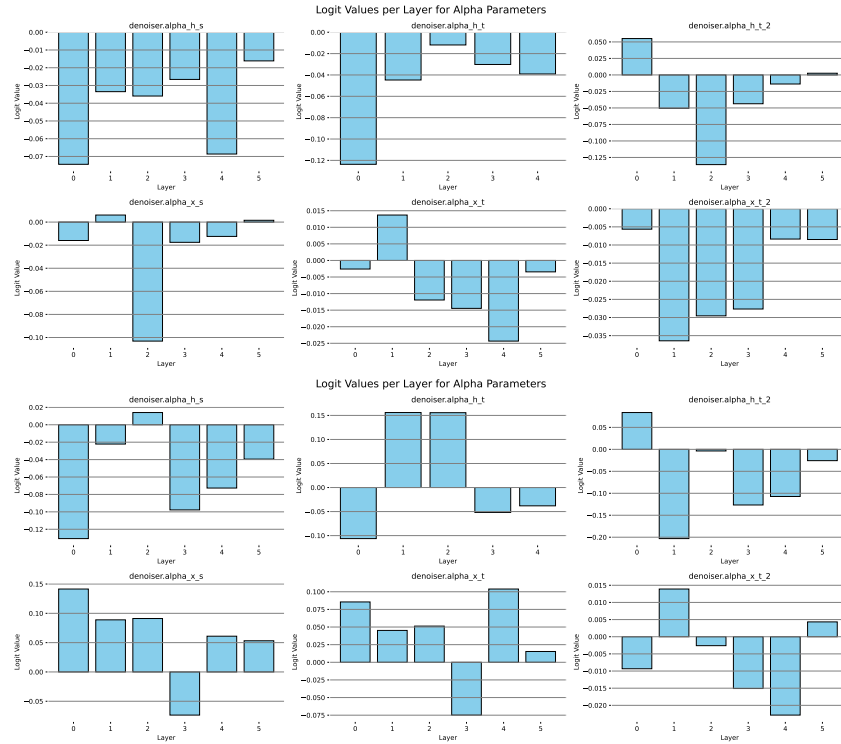 Logit Values per Layer for Alpha Parameters
denoiser.alpha_h_s
Logit Value
0.00
−0.01
−0.02
−0.03
−0.04
−0.05
−0.06
−0.07
0 1 2 3 4 5
Layer
denoiser.alpha_h_t
Logit Value
0.00
−0.02
−0.04
−0.06
−0.08
−0.10
−0.12
0 1 2 3 4
Layer
denoiser.alpha_h_t_2
Logit Value
0.050
0.025
0.000
−0.025
−0.050
−0.075
−0.100
−0.125
0 1 2 3 4 5
Layer
denoiser.alpha_x_s
Logit Value
0.00
−0.02
−0.04
−0.06
−0.08
−0.10
0 1 2 3 4 5
Layer
denoiser.alpha_x_t
Logit Value
0.015
0.010
0.005
0.000
−0.005
−0.010
−0.015
−0.020
−0.025
0 1 2 3 4 5
Layer
denoiser.alpha_x_t_2
Logit Value
0.000
−0.005
−0.010
−0.015
−0.020
−0.025
−0.030
−0.035
0 1 2 3 4 5
Layer
Logit Values per Layer for Alpha Parameters
denoiser.alpha_h_s
Logit Value
0.02
0.00
−0.02
−0.04
−0.06
−0.08
−0.10
−0.12
0 1 2 3 4 5
Layer
denoiser.alpha_h_t
Logit Value
0.15
0.10
0.05
0.00
−0.05
−0.10
0 1 2 3 4
Layer
denoiser.alpha_h_t_2
Logit Value
0.05
0.00
−0.05
−0.10
−0.15
−0.20
0 1 2 3 4 5
Layer
denoiser.alpha_x_s
Logit Value
0.15
0.10
0.05
0.00
−0.05
0 1 2 3 4 5
Layer
denoiser.alpha_x_t
Logit Value
0.100
0.075
0.050
0.025
0.000
−0.025
−0.050
−0.075
0 1 2 3 4 5
Layer
denoiser.alpha_x_t_2
Logit Value
0.015
0.010
0.005
0.000
−0.005
−0.010
−0.015
−0.020
0 1 2 3 4 5
Layer